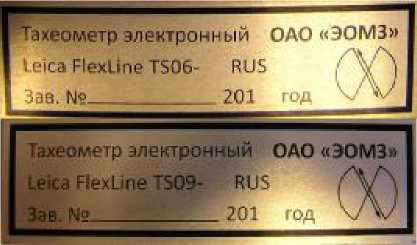 Тахеометр электронный ОАО «ЭОМЗ»
Leica FlexLine TS06- RUS
Зав. №____________ 201 год
Тахеометр электронный ОАО «ЭОМЗ»
Leica FlexLine TS09- RUS
Зав. №____________ 201 год